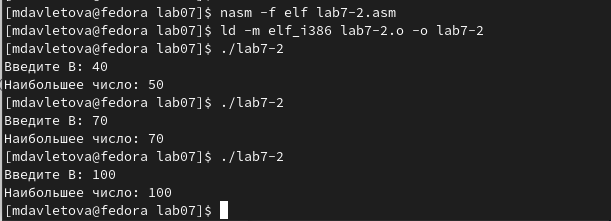 [mdavletova@fedora lab07]$ nasm -f elf lab7-2.asm
[mdavletova@fedora lab07]$ ld -m elf_i386 lab7-2.o -o lab7-2
[mdavletova@fedora lab07]$ ./lab7-2
Введите B: 40
Наибольшее число: 50
[mdavletova@fedora lab07]$ ./lab7-2
Введите B: 70
Наибольшее число: 70
[mdavletova@fedora lab07]$ ./lab7-2
Введите B: 100
Наибольшее число: 100
[mdavletova@fedora lab07]$